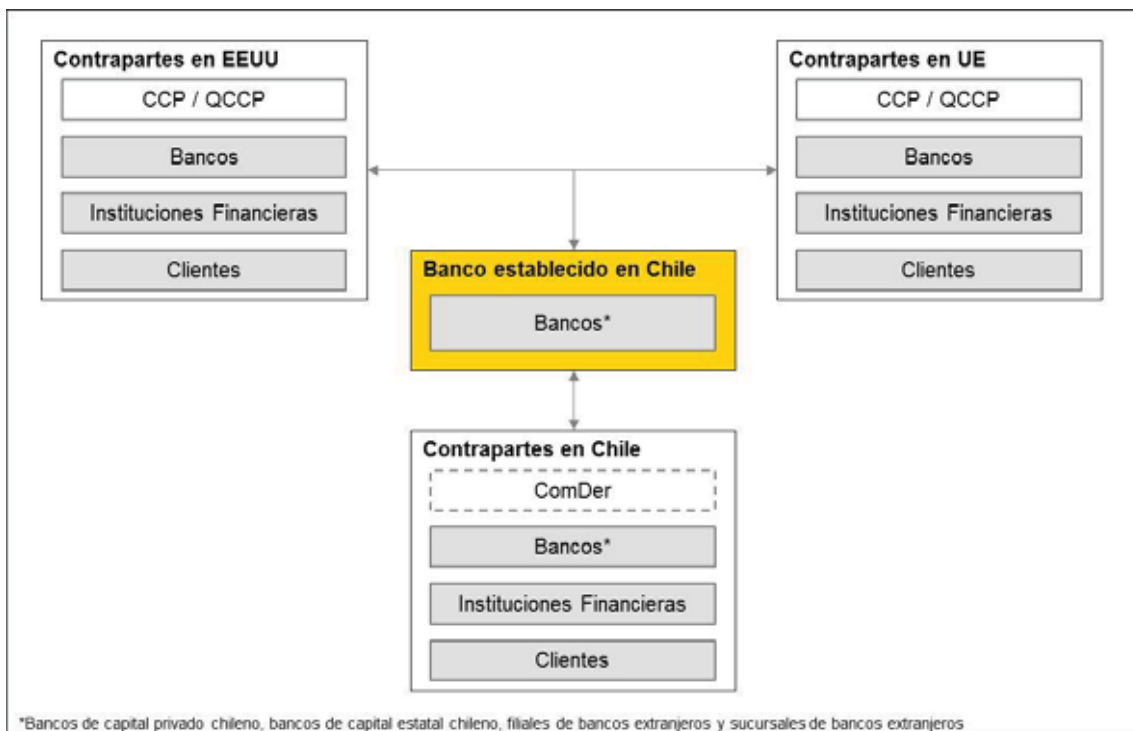 Contrapartes en EEUU
CCP / QCCP
Bancos
Instituciones Financieras
Clientes
Contrapartes en UE
CCP / QCCP
Bancos
Instituciones Financieras
Clientes
Banco establecido en Chile
Bancos*
Contrapartes en Chile
ComDer
Bancos*
Instituciones Financieras
Clientes
*Bancos de capital privado chileno, bancos de capital estatal chileno, filiales de bancos extranjeros y sucursales de bancos extranjeros